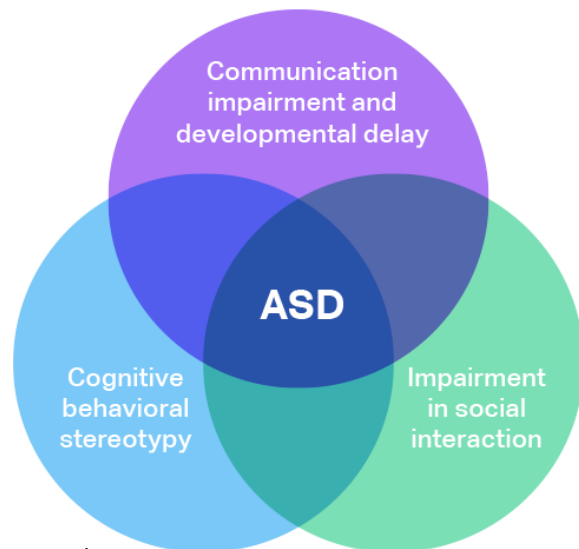 Communication
impairment and
developmental delay
ASD
Cognitive
behavioral
stereotypy
Impairment
in social
interaction